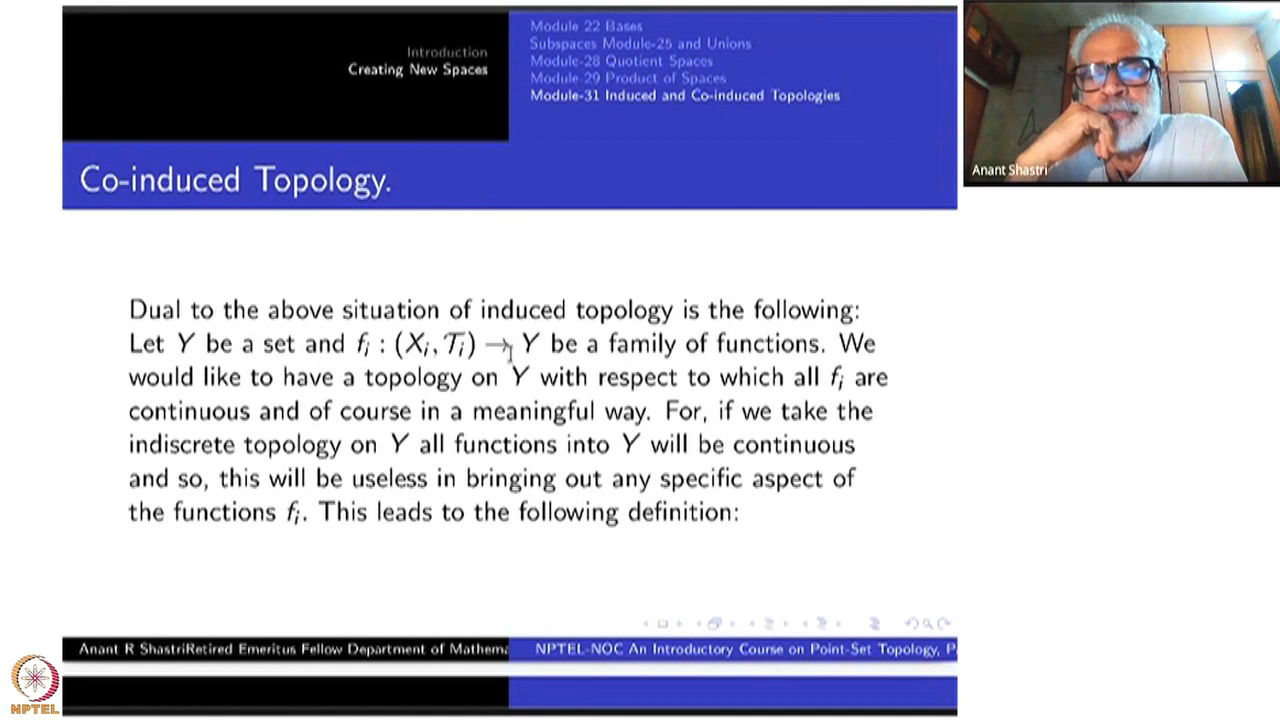 Introduction
Creating New Spaces
Module 22 Bases
Subspaces Module-25 and Unions
Module-28 Quotient Spaces
Module-29 Product of Spaces
Module-31 Induced and Co-induced Topologies
Anant Shastri
Co-induced Topology.
Dual to the above situation of induced topology is the following:
Let Y be a set and fᵢ : (Xᵢ, 𝒯ᵢ) → Y be a family of functions. We
would like to have a topology on Y with respect to which all fᵢ are
continuous and of course in a meaningful way. For, if we take the
indiscrete topology on Y all functions into Y will be continuous
and so, this will be useless in bringing out any specific aspect of
the functions fᵢ. This leads to the following definition:
Anant R ShastriRetired Emeritus Fellow Department of Mathema
NPTEL-NOC An Introductory Course on Point-Set Topology, P
NPTEL